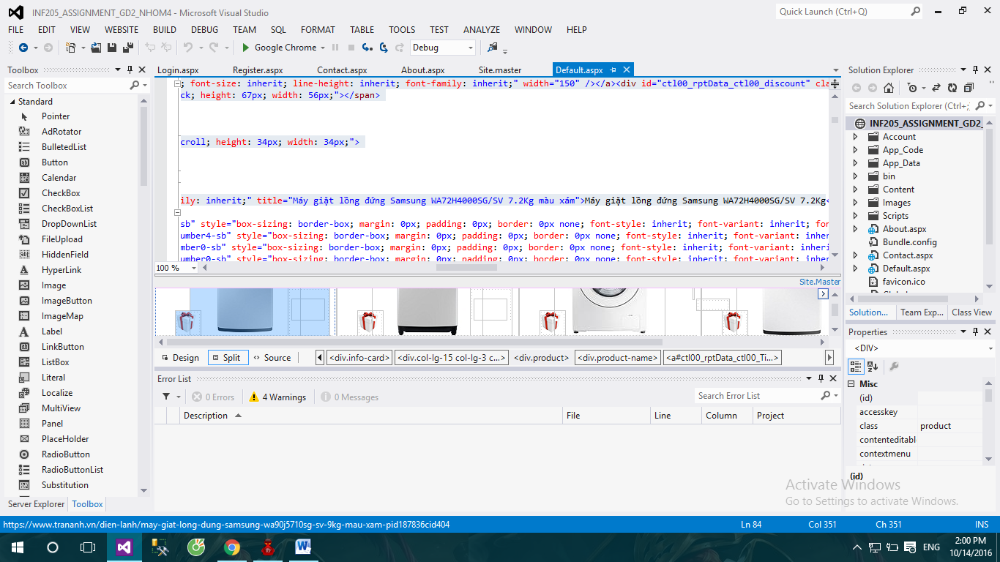 INF205_ASSIGNMENT_GD2_NHOM4 - Microsoft Visual Studio
Quick Launch (Ctrl+Q)
FILE EDIT VIEW WEBSITE BUILD DEBUG TEAM SQL FORMAT TABLE TOOLS TEST ANALYZE WINDOW HELP
Google Chrome Debug
Toolbox
Search Toolbox
Standard
Pointer
AdRotator
BulletedList
Button
Calendar
CheckBox
CheckBoxList
DropDownList
FileUpload
HiddenField
HyperLink
Image
ImageButton
ImageMap
Label
LinkButton
ListBox
Literal
Localize
MultiView
Panel
PlaceHolder
RadioButton
RadioButtonList
Substitution
Server Explorer Toolbox
Login.aspx Register.aspx Contact.aspx About.aspx Site.master Default.aspx
; font-size: inherit; line-height: inherit; font-family: inherit;" width="150" /></a><div id="ctl00_rptData_ctl00_discount" cla
ck; height: 67px; width: 56px;"></span>
croll; height: 34px; width: 34px;">
ily: inherit;" title="Máy giặt lồng đứng Samsung WA72H4000SG/SV 7.2Kg màu xám">Máy giặt lồng đứng Samsung WA72H4000SG/SV 7.2Kg<
sb" style="box-sizing: border-box; margin: 0px; padding: 0px; border: 0px none; font-style: inherit; font-variant: inherit; fon
umber4-sb" style="box-sizing: border-box; margin: 0px; padding: 0px; border: 0px none; font-style: inherit; font-variant: inher
mber0-sb" style="box-sizing: border-box; margin: 0px; padding: 0px; border: 0px none; font-style: inherit; font-variant: inheri
umber0-sb" style="box-sizing: border-box; margin: 0px; padding: 0px; border: 0px none; font-style: inherit; font-variant: inher
100 %
Site.Master
Design Split Source <div.info-card> <div.col-lg-15 col-lg-3 c...> <div.product> <div.product-name> <a#ctl00_rptData_ctl00_Ti...>
Error List
0 Errors 4 Warnings 0 Messages
Search Error List
Description File Line Column Project
Solution Explorer
Search Solution Explorer (Ctrl+;
INF205_ASSIGNMENT_GD2_
Account
App_Code
App_Data
bin
Content
Images
Scripts
About.aspx
Bundle.config
Contact.aspx
Default.aspx
favicon.ico
Solution... Team Exp... Class View
Properties
<DIV>
Misc
(id)
accesskey
class product
contenteditabl
contextmenu
(id)
Activate Windows
Go to Settings to activate Windows.
https://www.trananh.vn/dien-lanh/may-giat-long-dung-samsung-wa90j5710sg-sv-9kg-mau-xam-pid187836cid404
Ln 84 Col 351 Ch 351 INS
ENG
2:00 PM
10/14/2016